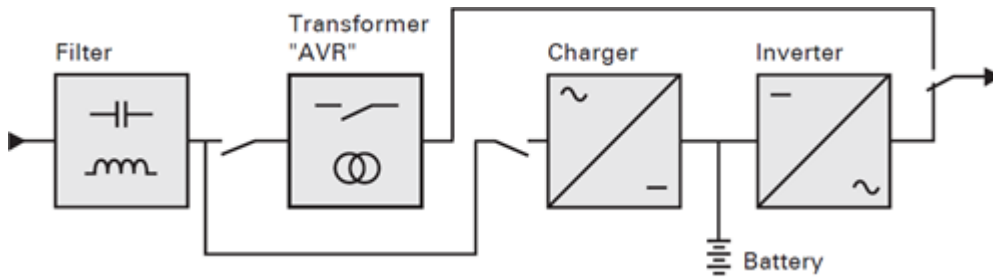 Filter
Transformer
"AVR"
Charger
Inverter
Battery